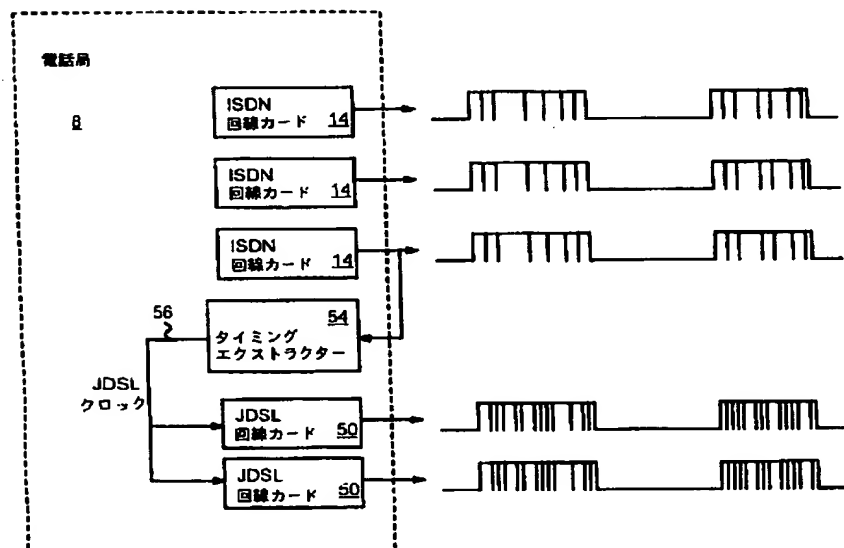 電話局
8
ISDN
回線カード 14
ISDN
回線カード 14
ISDN
回線カード 14
56
54
タイミング
エクストラクター
JDSL
クロック
JDSL
回線カード 50
JDSL
回線カード 50